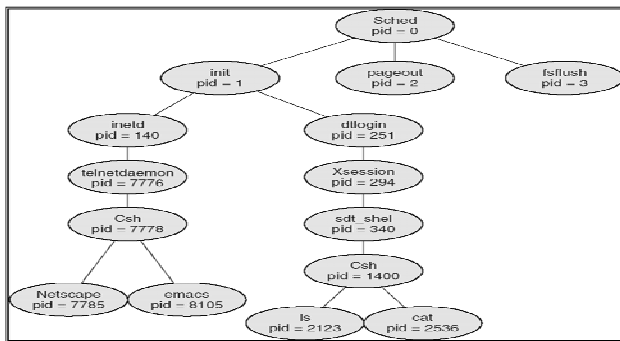 Sched
pid = 0
init
pid = 1
pageout
pid = 2
fsflush
pid = 3
inetd
pid = 140
dtlogin
pid = 251
telnetdaemon
pid = 7776
Xsession
pid = 294
Csh
pid = 7778
sdt_shel
pid = 340
Csh
pid = 1400
Netscape
pid = 7785
emacs
pid = 8105
ls
pid = 2123
cat
pid = 2536